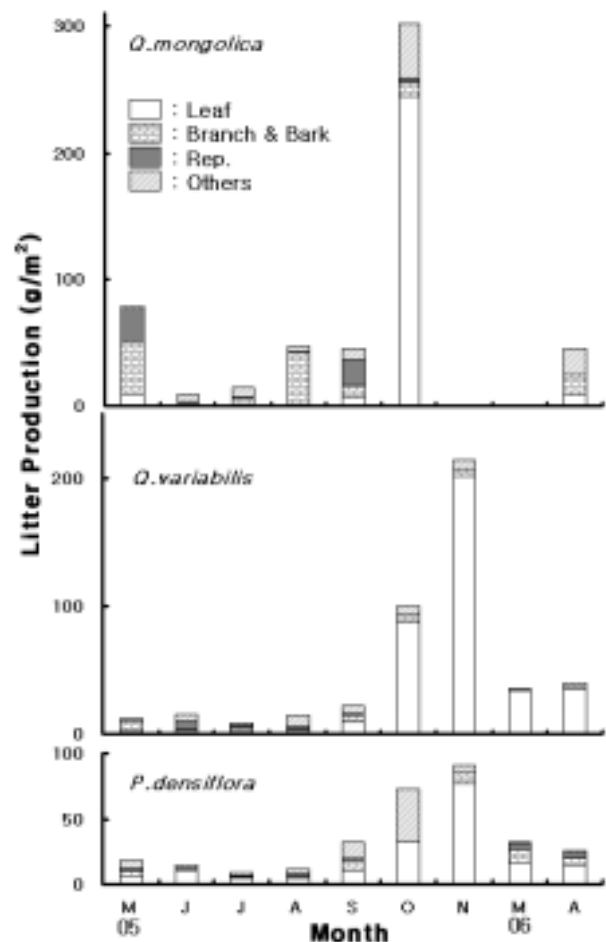 300
Q.mongolica
: Leaf
: Branch & Bark
: Rep.
: Others
200
100
0
Litter Production (g/m²)
Q.variabilis
200
100
0
100
P.densiflora
50
0
M J J A S O N M A
05 Month 06